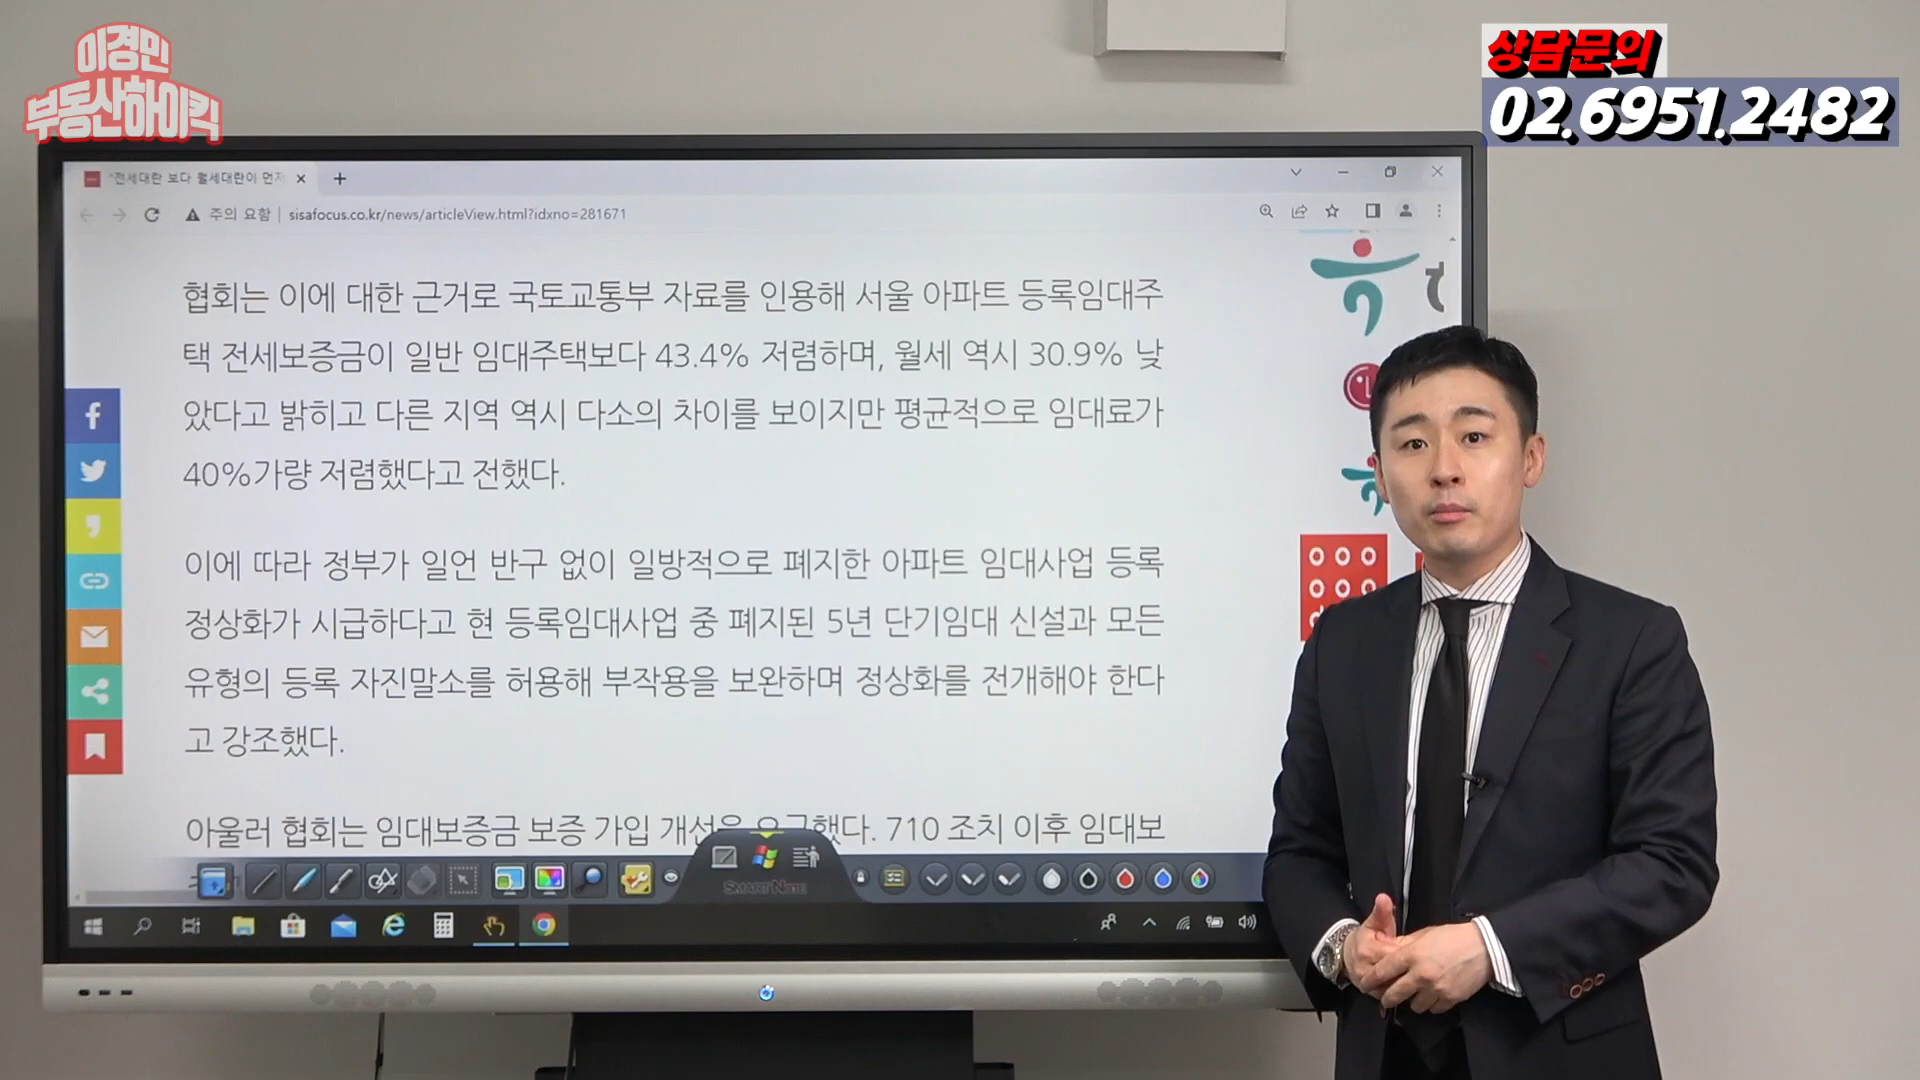 이경민
부동산하이킥
상담문의
02.6951.2482
"전세대란 보다 월세대란이 먼저
주의 요함 | sisafocus.co.kr/news/articleView.html?idxno=281671
협회는 이에 대한 근거로 국토교통부 자료를 인용해 서울 아파트 등록임대주
택 전세보증금이 일반 임대주택보다 43.4% 저렴하며, 월세 역시 30.9% 낮
았다고 밝히고 다른 지역 역시 다소의 차이를 보이지만 평균적으로 임대료가
40%가량 저렴했다고 전했다.
이에 따라 정부가 일언 반구 없이 일방적으로 폐지한 아파트 임대사업 등록
정상화가 시급하다고 현 등록임대사업 중 폐지된 5년 단기임대 신설과 모든
유형의 등록 자진말소를 허용해 부작용을 보완하며 정상화를 전개해야 한다
고 강조했다.
아울러 협회는 임대보증금 보증 가입 개선을 요구했다. 710 조치 이후 임대보
SMART NOTE